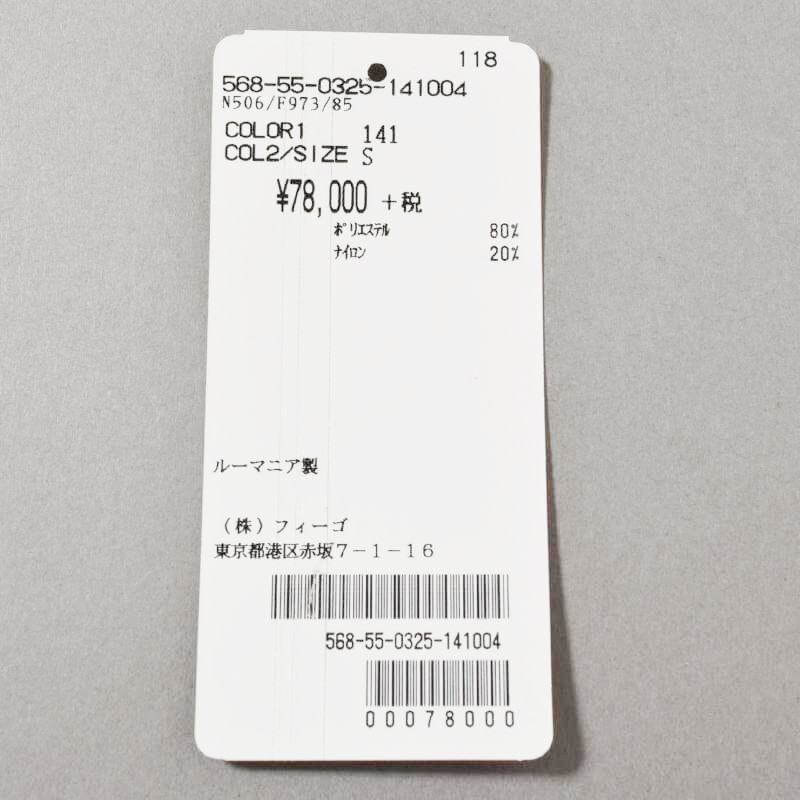 118
568-55-0325-141004
N506/F973/85
COLOR1 141
COL2/SIZE S
¥78,000 +税
ポリエステル 80%
ナイロン 20%
ルーマニア製
(株)フィーゴ
東京都港区赤坂7-1-16
568-55-0325-141004
00078000